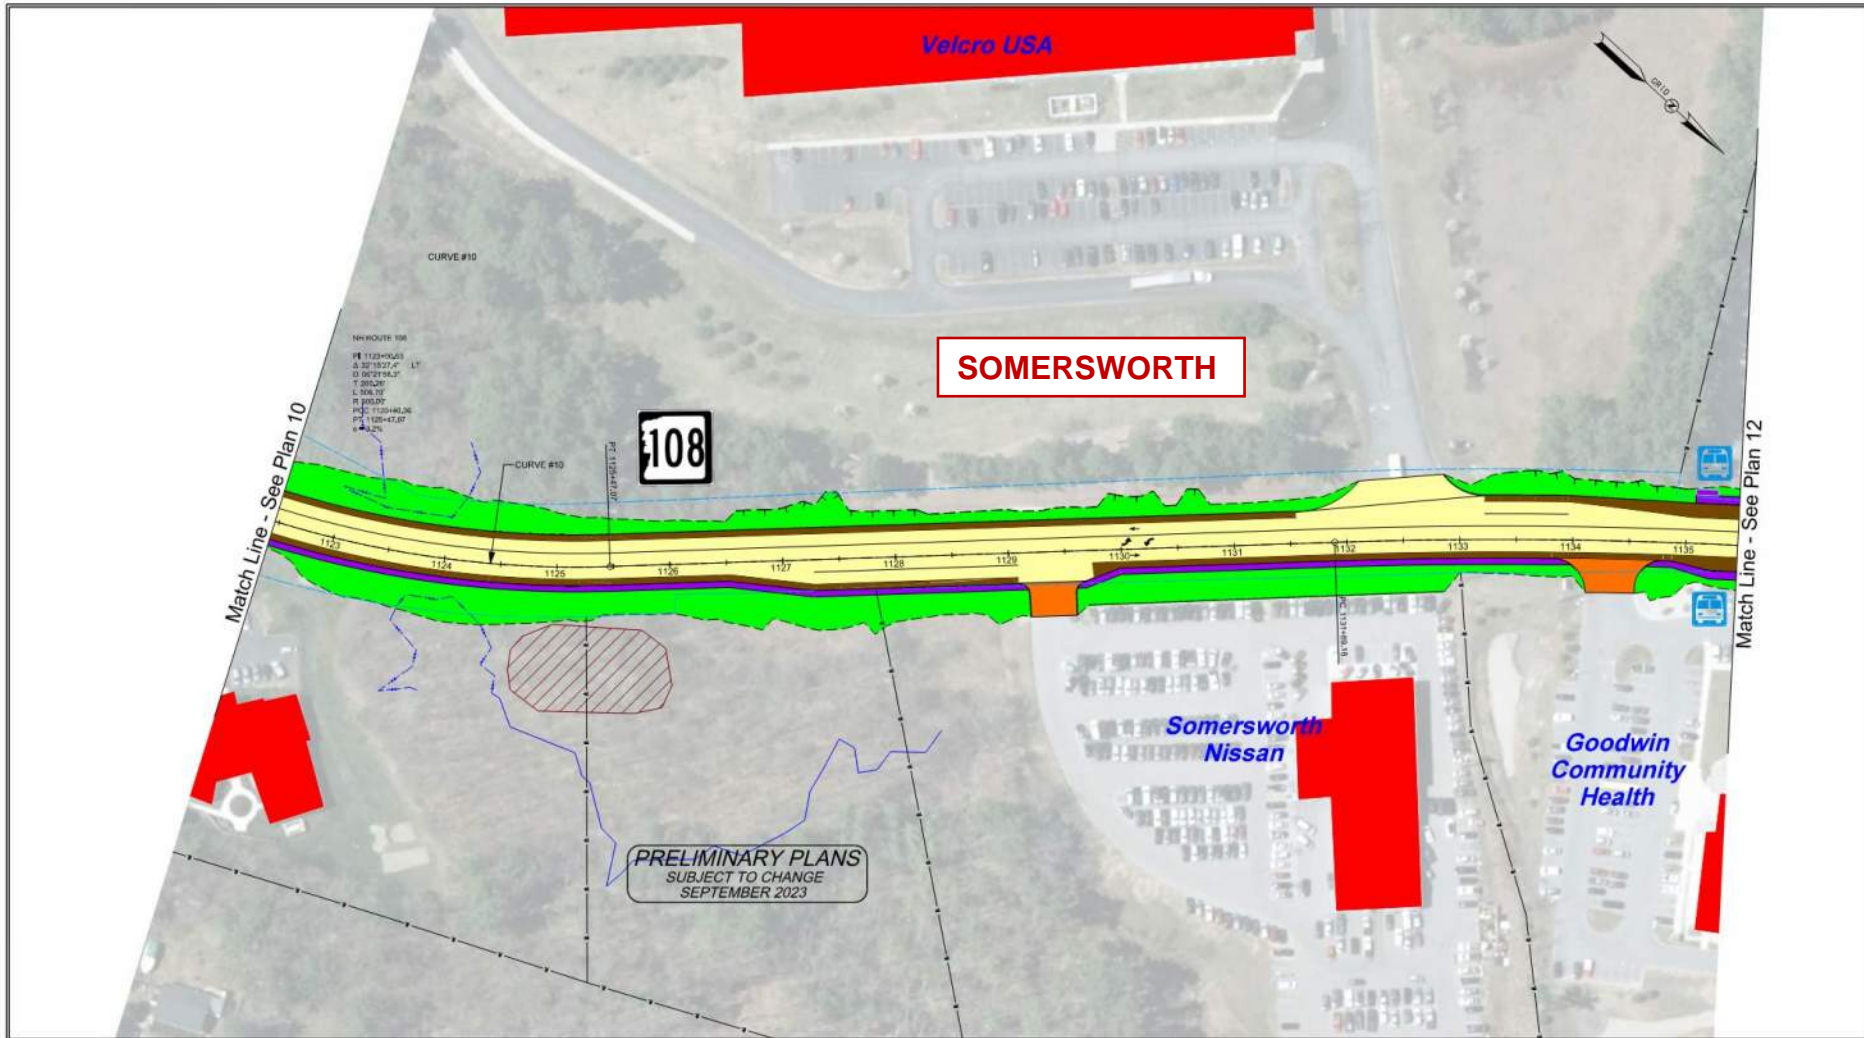 Velcro USA
GRID
N
CURVE #10
SOMERSWORTH
NH ROUTE 108
108
Match Line - See Plan 10
Match Line - See Plan 12
CURVE #10
1123
1124
1125
1126
1127
1128
1129
1130
1131
1132
1133
1134
1135
Somersworth
Nissan
Goodwin
Community
Health
PRELIMINARY PLANS
SUBJECT TO CHANGE
SEPTEMBER 2023